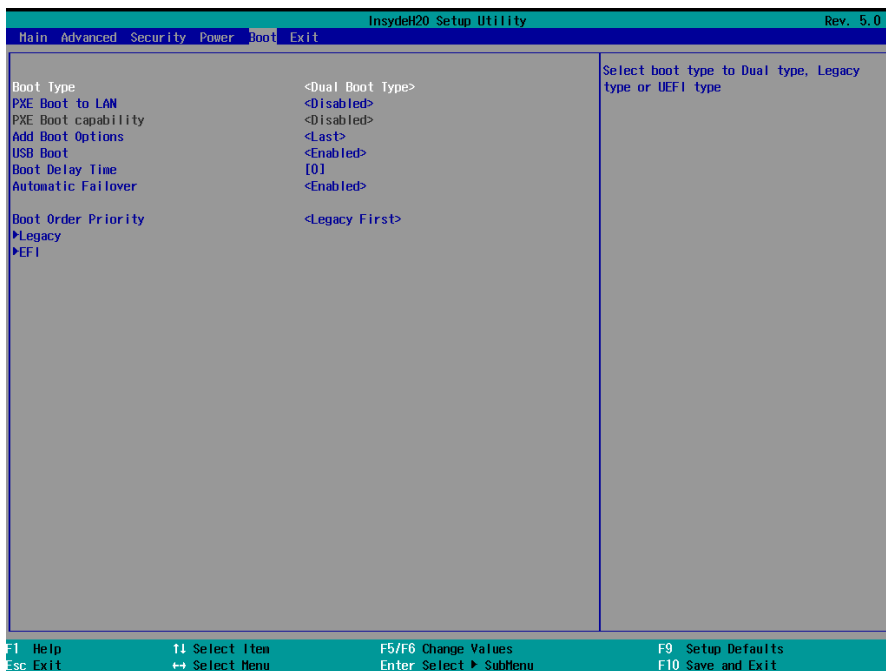 InsydeH20 Setup Utility Rev. 5.0
Main Advanced Security Power Boot Exit
Select boot type to Dual type, Legacy
Boot Type <Dual Boot Type> type or UEFI type
PXE Boot to LAN <Disabled>
PXE Boot capability <Disabled>
Add Boot Options <Last>
USB Boot <Enabled>
Boot Delay Time [0]
Automatic Failover <Enabled>
Boot Order Priority <Legacy First>
▶Legacy
▶EFI
F1 Help ↑↓ Select Item F5/F6 Change Values F9 Setup Defaults
Esc Exit ↔ Select Menu Enter Select ▶ SubMenu F10 Save and Exit